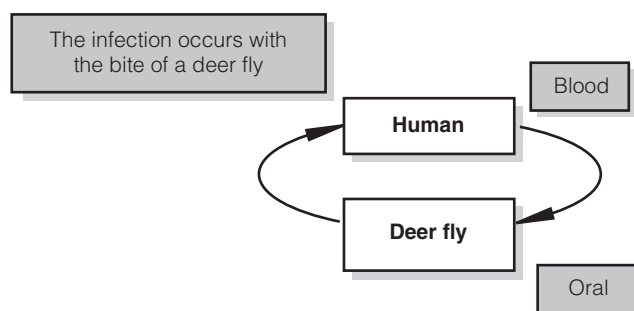 The infection occurs with
the bite of a deer fly
Blood
Human
Deer fly
Oral